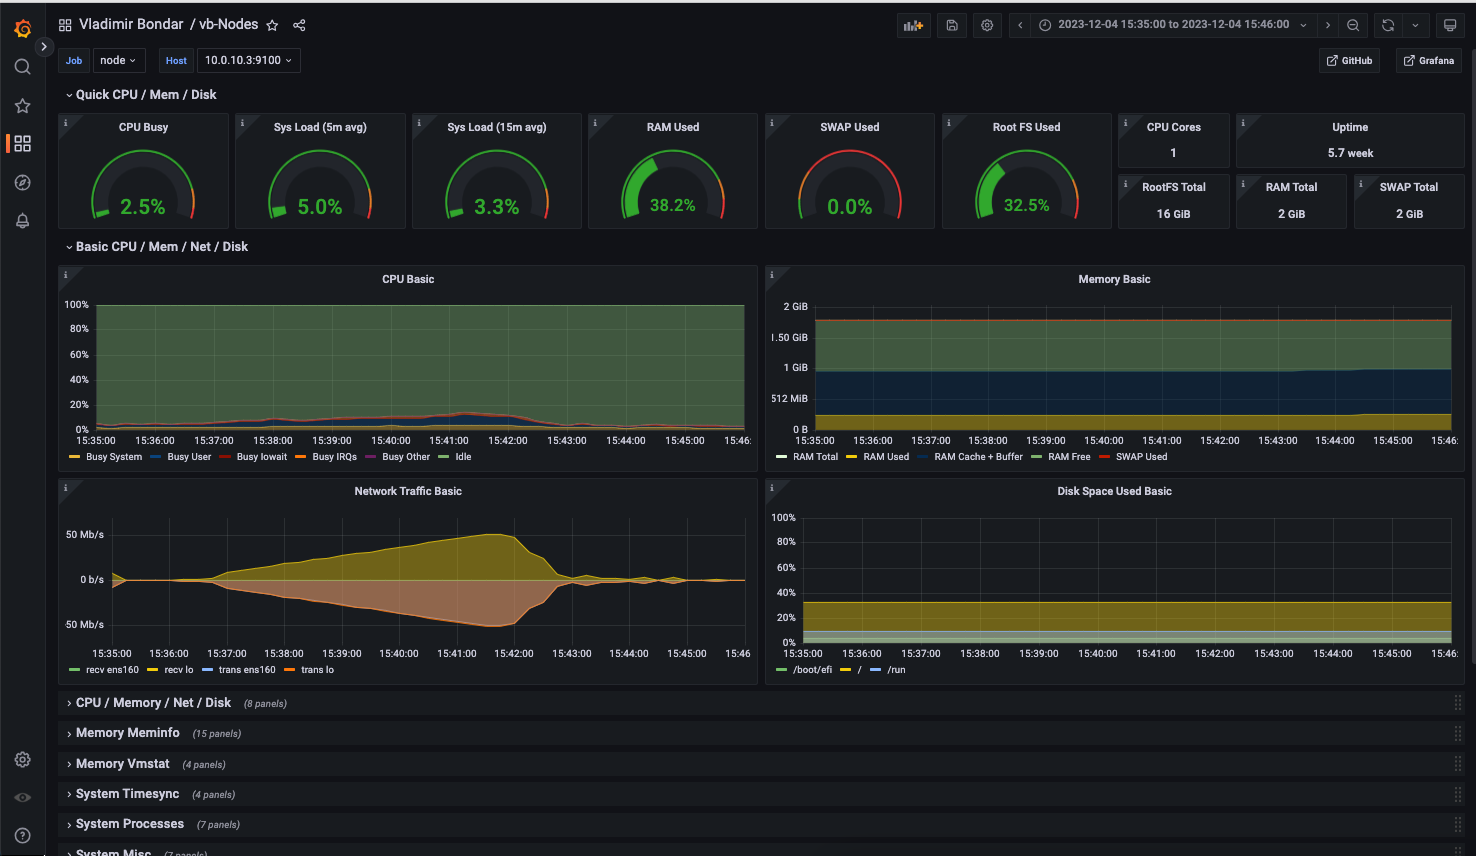 Vladimir Bondar / vb-Nodes
2023-12-04 15:35:00 to 2023-12-04 15:46:00
Job node Host 10.0.10.3:9100 GitHub Grafana
Quick CPU / Mem / Disk
CPU Busy
2.5%
Sys Load (5m avg)
5.0%
Sys Load (15m avg)
3.3%
RAM Used
38.2%
SWAP Used
0.0%
Root FS Used
32.5%
CPU Cores
1
Uptime
5.7 week
RootFS Total
16 GiB
RAM Total
2 GiB
SWAP Total
2 GiB
Basic CPU / Mem / Net / Disk
CPU Basic
100%
80%
60%
40%
20%
0%
15:35:00 15:36:00 15:37:00 15:38:00 15:39:00 15:40:00 15:41:00 15:42:00 15:43:00 15:44:00 15:45:00 15:46:
Busy System Busy User Busy Iowait Busy IRQs Busy Other Idle
Memory Basic
2 GiB
1.50 GiB
1 GiB
512 MiB
0 B
15:35:00 15:36:00 15:37:00 15:38:00 15:39:00 15:40:00 15:41:00 15:42:00 15:43:00 15:44:00 15:45:00 15:46:
RAM Total RAM Used RAM Cache + Buffer RAM Free SWAP Used
Network Traffic Basic
50 Mb/s
0 b/s
50 Mb/s
15:35:00 15:36:00 15:37:00 15:38:00 15:39:00 15:40:00 15:41:00 15:42:00 15:43:00 15:44:00 15:45:00 15:46
recv ens160 recv lo trans ens160 trans lo
Disk Space Used Basic
100%
80%
60%
40%
20%
0%
15:35:00 15:36:00 15:37:00 15:38:00 15:39:00 15:40:00 15:41:00 15:42:00 15:43:00 15:44:00 15:45:00 15:46:
/boot/efi / /run
CPU / Memory / Net / Disk (8 panels)
Memory Meminfo (15 panels)
Memory Vmstat (4 panels)
System Timesync (4 panels)
System Processes (7 panels)
System Misc (7 panels)